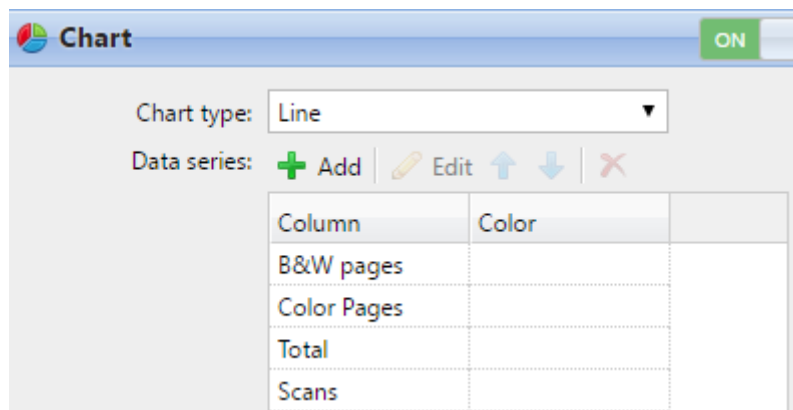 Chart ON
Chart type: Line
Data series: Add Edit
Column Color
B&W pages
Color Pages
Total
Scans